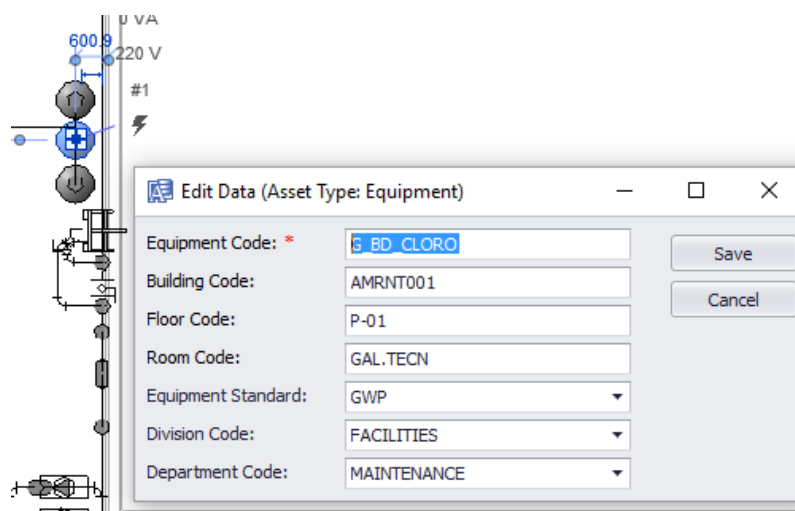 0 VA
600.9
220 V
#1
Edit Data (Asset Type: Equipment)
Equipment Code: * G_BD_CLORO
Save
Building Code: AMRNT001
Cancel
Floor Code: P-01
Room Code: GAL.TECN
Equipment Standard: GWP
Division Code: FACILITIES
Department Code: MAINTENANCE